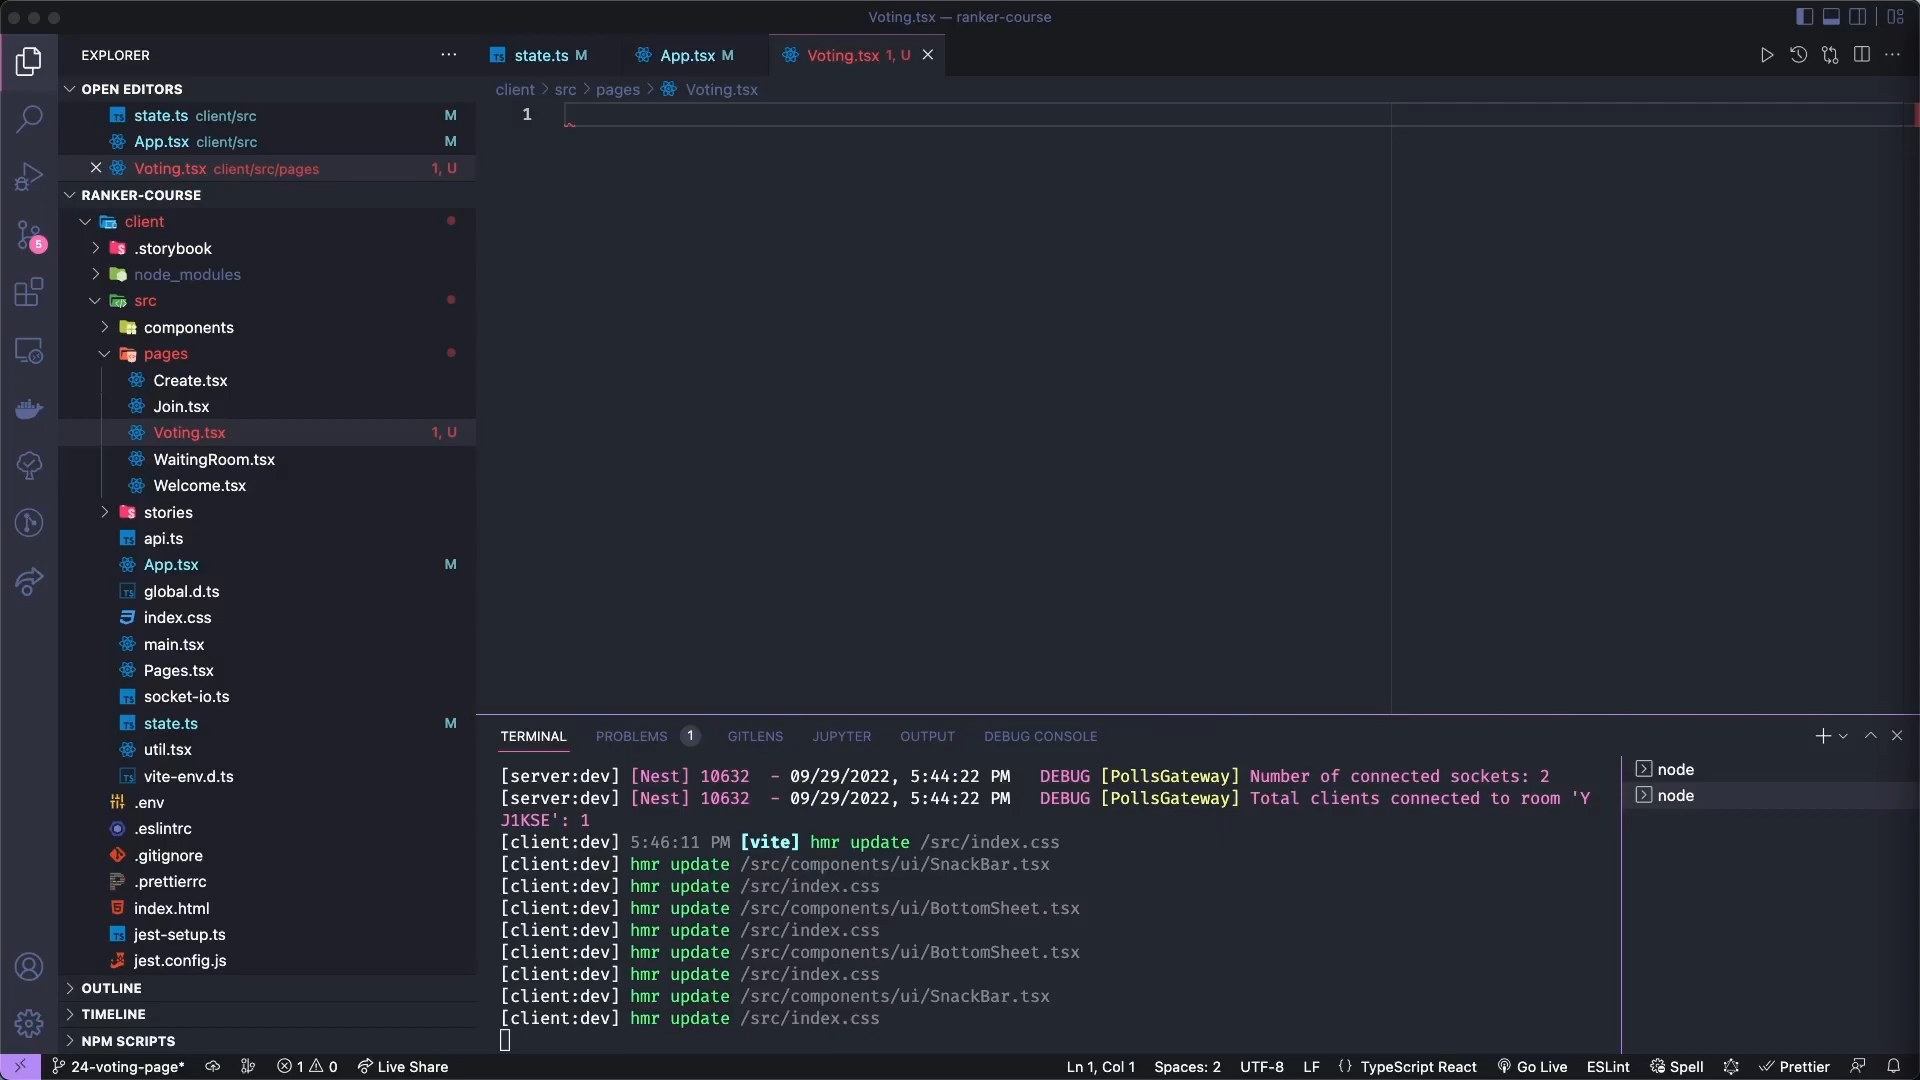 Voting.tsx — ranker-course
EXPLORER
state.ts M
App.tsx M
Voting.tsx 1, U
OPEN EDITORS
client > src > pages > Voting.tsx
1
state.ts client/src M
App.tsx client/src M
Voting.tsx client/src/pages 1, U
RANKER-COURSE
client
.storybook
node_modules
src
components
pages
Create.tsx
Join.tsx
Voting.tsx 1, U
WaitingRoom.tsx
Welcome.tsx
stories
api.ts
App.tsx M
global.d.ts
index.css
main.tsx
Pages.tsx
socket-io.ts
state.ts M
util.tsx
vite-env.d.ts
.env
.eslintrc
.gitignore
.prettierrc
index.html
jest-setup.ts
jest.config.js
OUTLINE
TIMELINE
NPM SCRIPTS
5
TERMINAL PROBLEMS 1 GITLENS JUPYTER OUTPUT DEBUG CONSOLE
[server:dev] [Nest] 10632  - 09/29/2022, 5:44:22 PM   DEBUG [PollsGateway] Number of connected sockets: 2
[server:dev] [Nest] 10632  - 09/29/2022, 5:44:22 PM   DEBUG [PollsGateway] Total clients connected to room 'Y
J1KSE': 1
[client:dev] 5:46:11 PM [vite] hmr update /src/index.css
[client:dev] hmr update /src/components/ui/SnackBar.tsx
[client:dev] hmr update /src/index.css
[client:dev] hmr update /src/components/ui/BottomSheet.tsx
[client:dev] hmr update /src/index.css
[client:dev] hmr update /src/components/ui/BottomSheet.tsx
[client:dev] hmr update /src/index.css
[client:dev] hmr update /src/components/ui/SnackBar.tsx
[client:dev] hmr update /src/index.css
node
node
24-voting-page* 1 0 Live Share Ln 1, Col 1 Spaces: 2 UTF-8 LF {} TypeScript React Go Live ESLint Spell Prettier